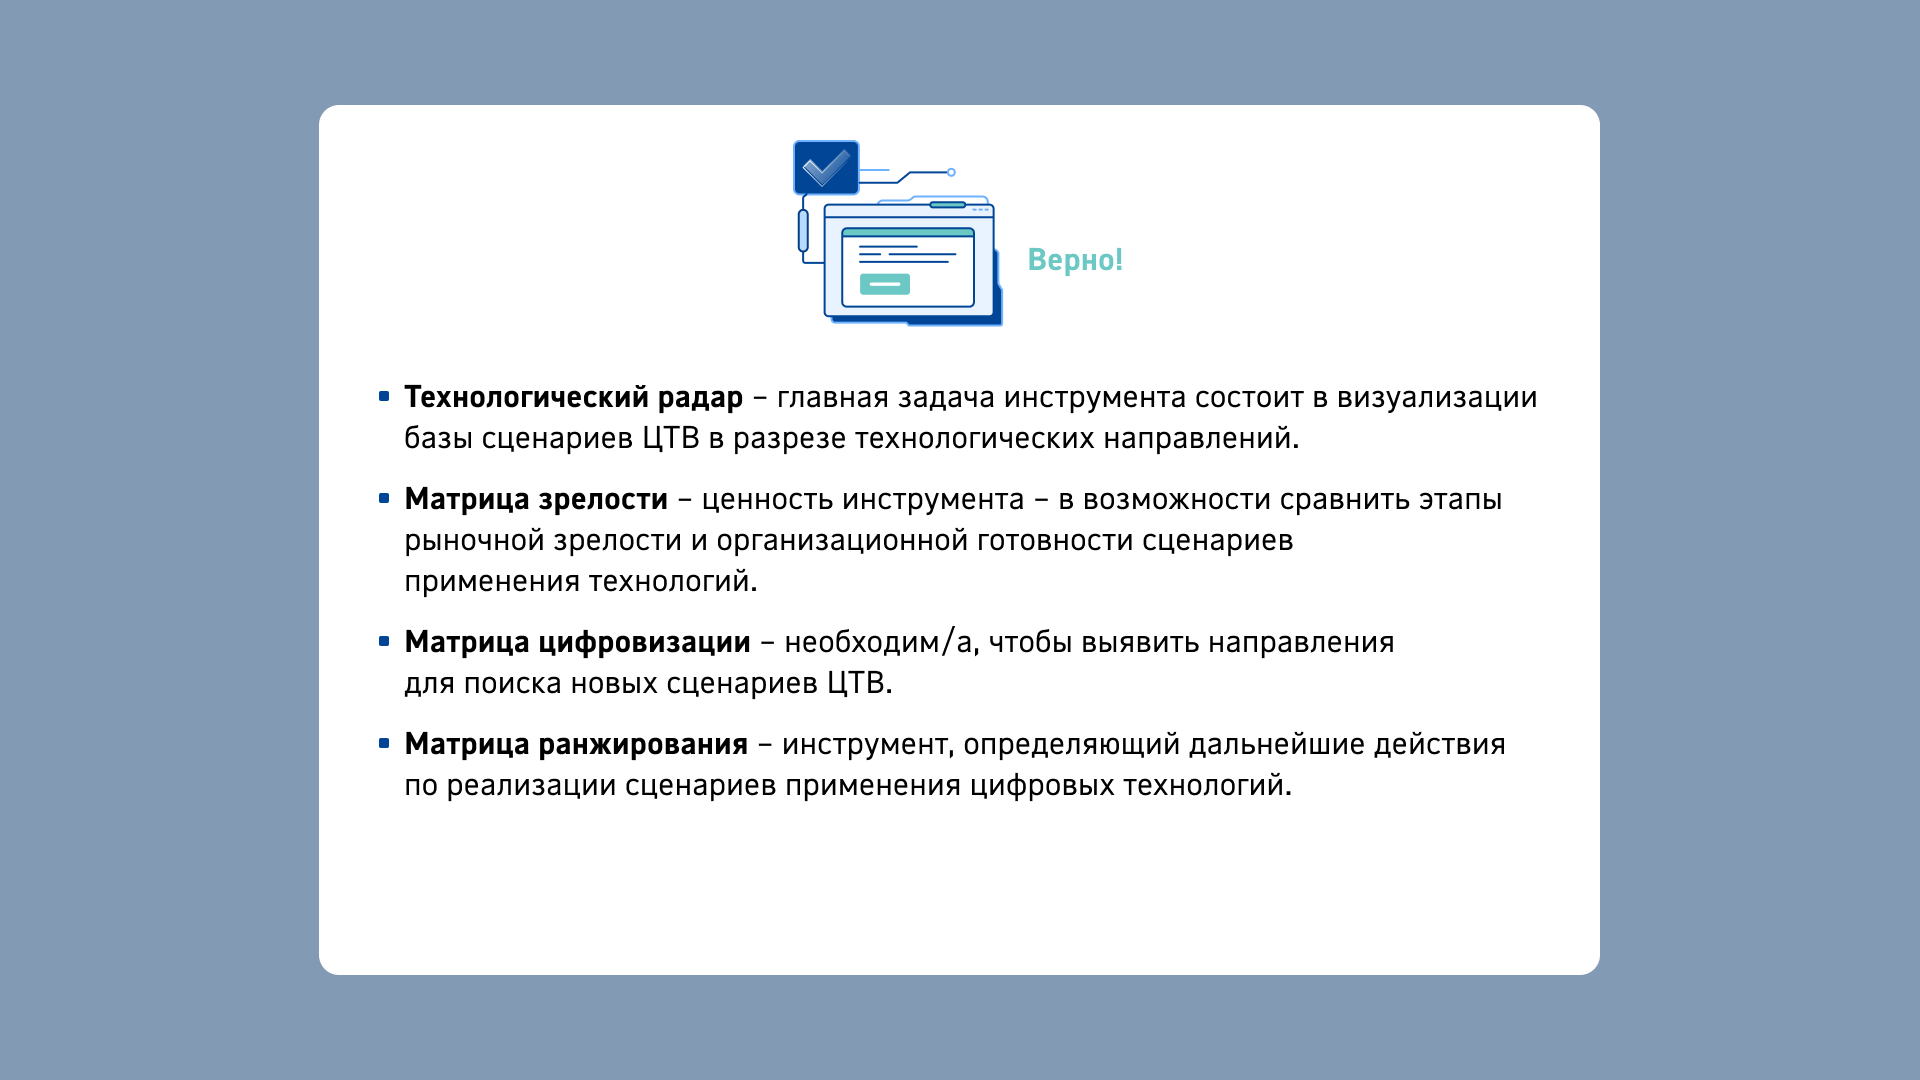 Верно!
Технологический радар – главная задача инструмента состоит в визуализации
базы сценариев ЦТВ в разрезе технологических направлений.
Матрица зрелости – ценность инструмента – в возможности сравнить этапы
рыночной зрелости и организационной готовности сценариев
применения технологий.
Матрица цифровизации – необходим/а, чтобы выявить направления
для поиска новых сценариев ЦТВ.
Матрица ранжирования – инструмент, определяющий дальнейшие действия
по реализации сценариев применения цифровых технологий.